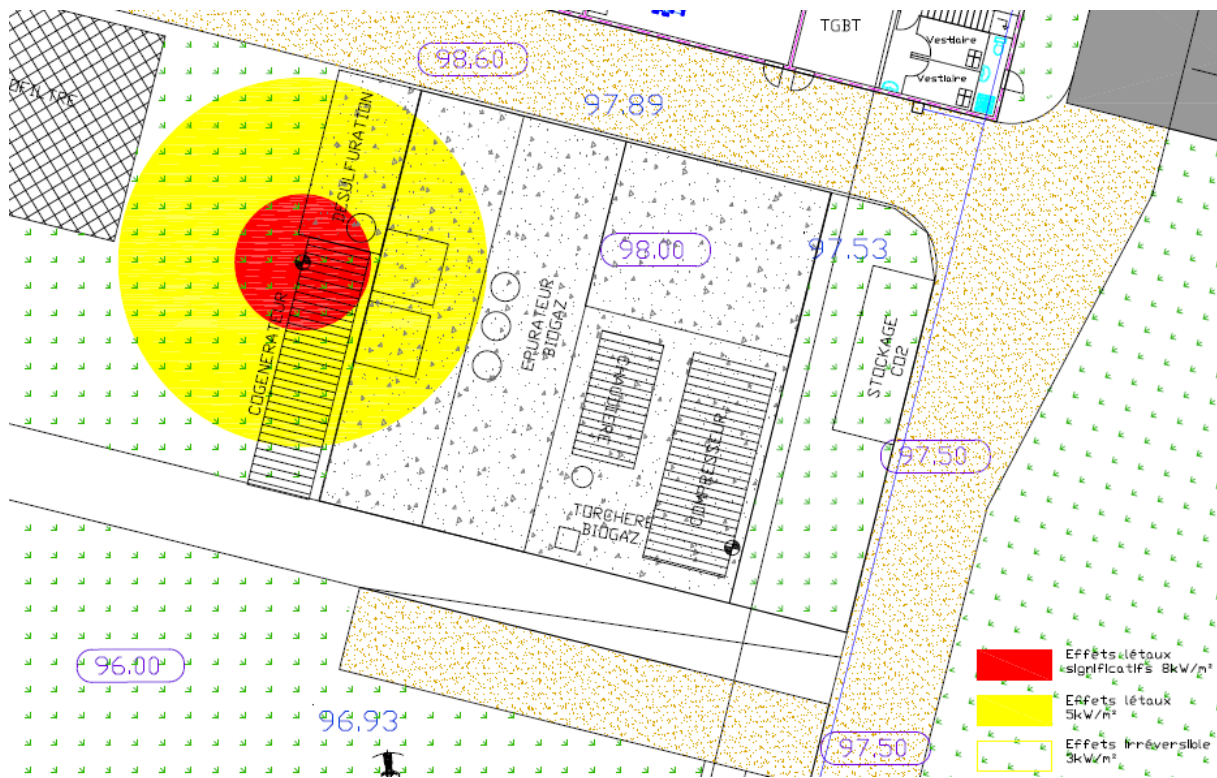 TGBT
Vestiaire
Vestiaire
98.60
97.89
DESULFURATION
98.00
97.53
COGENERATEUR
EPURATEUR
BIOGAZ
CHAUDIERE
COMPRESSEUR
STOCKAGE
CO2
97.50
TORCHERE
BIOGAZ
96.00
96.93
97.50
Effets létaux
significatifs 8kW/m²
Effets létaux
5kW/m²
Effets irréversible
3kW/m²